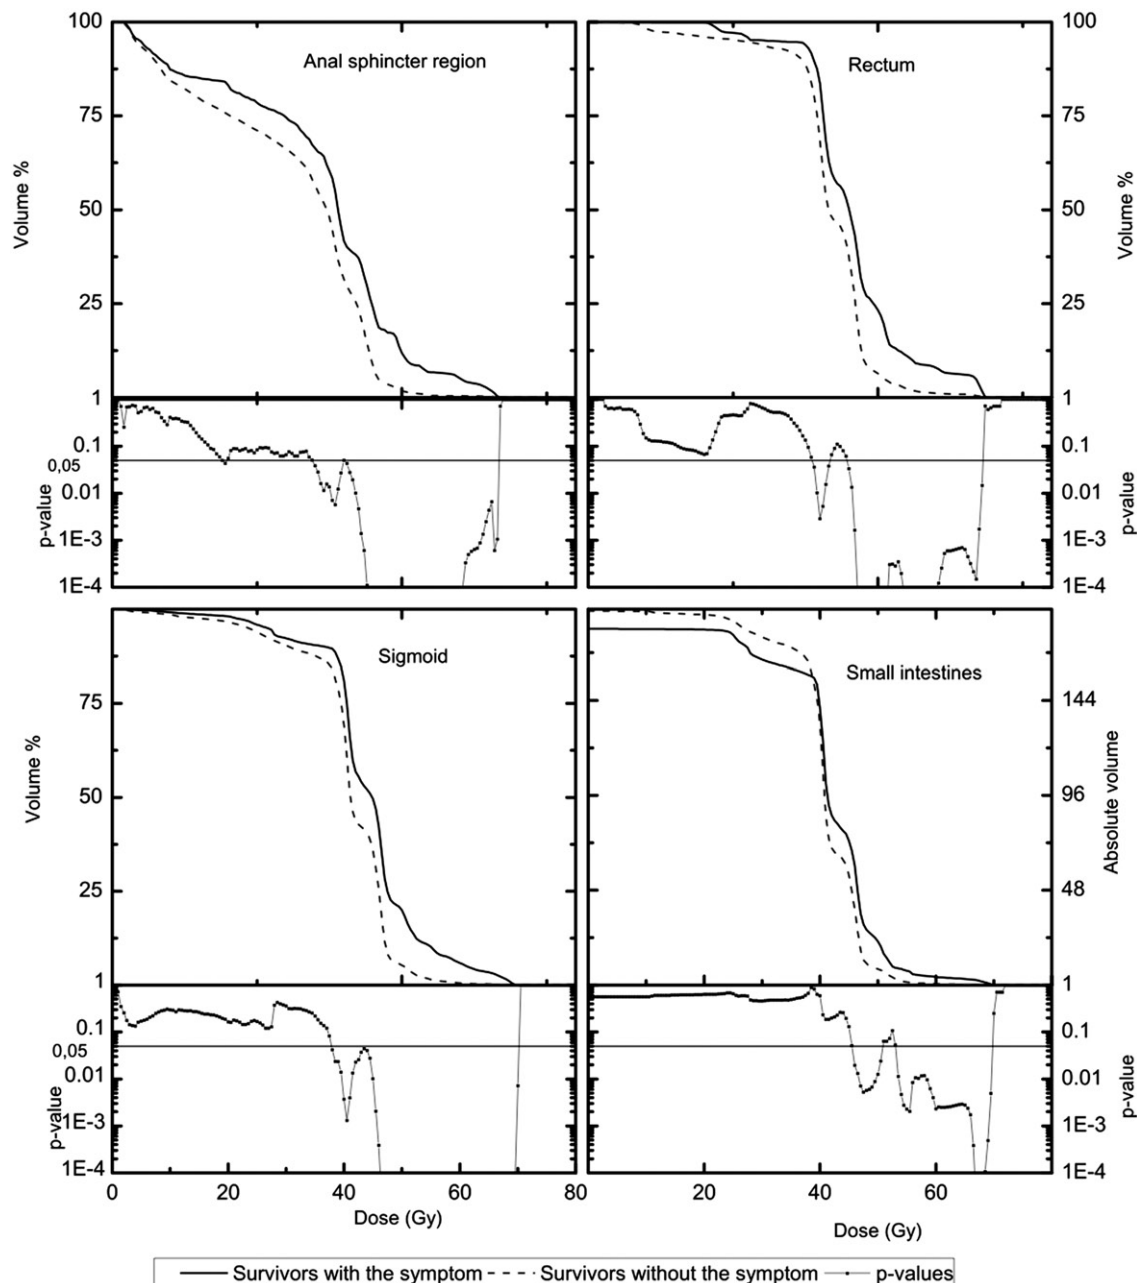 100
Anal sphincter region
Rectum
100
75
75
Volume %
50
50
Volume %
25
25
1
1
0.1
0.1
0,05
0.01
0.01
p-value
p-value
1E-3
1E-3
1E-4
1E-4
Sigmoid
Small intestines
75
144
Volume %
50
96
Absolute volume
25
48
1
1
0.1
0.1
0,05
0.01
0.01
p-value
p-value
1E-3
1E-3
1E-4
1E-4
0 20 40 60 80
20 40 60
Dose (Gy)
Dose (Gy)
Survivors with the symptom Survivors without the symptom p-values